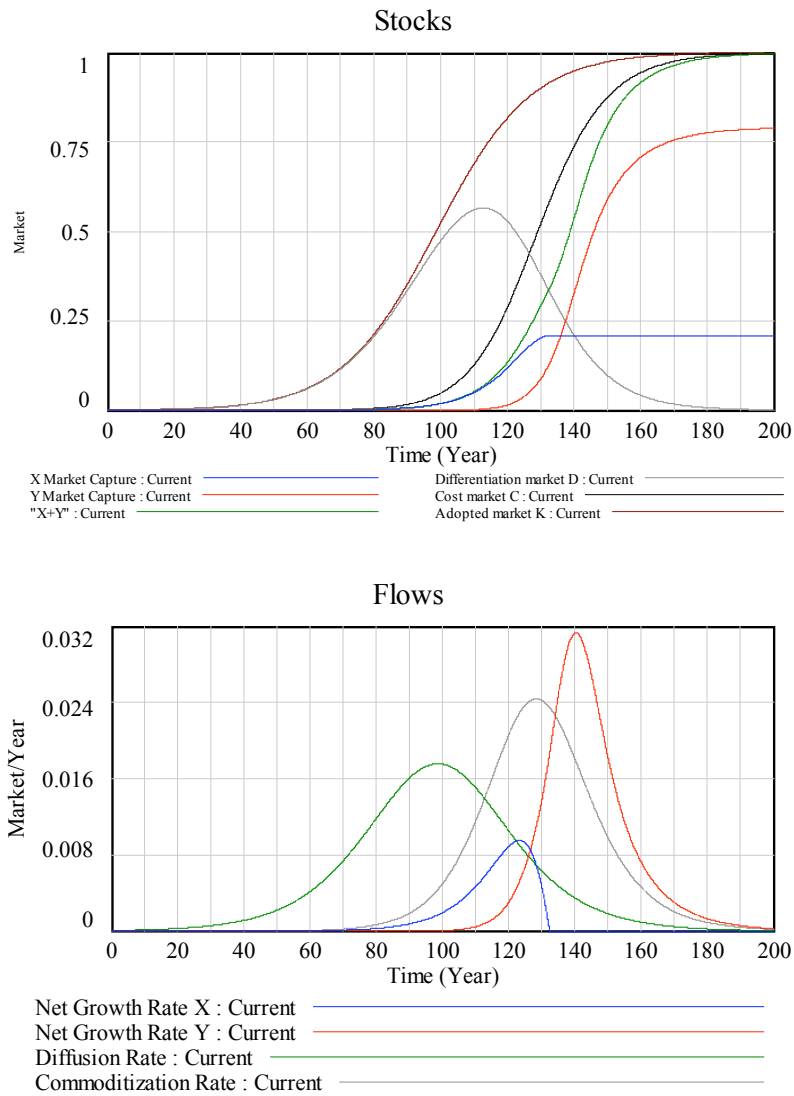 Stocks
1
0.75
0.5
0.25
0
Market
0 20 40 60 80 100 120 140 160 180 200
Time (Year)
X Market Capture : Current
Y Market Capture : Current
"X+Y" : Current
Differentiation market D : Current
Cost market C : Current
Adopted market K : Current
Flows
0.032
0.024
0.016
0.008
0
Market/Year
0 20 40 60 80 100 120 140 160 180 200
Time (Year)
Net Growth Rate X : Current
Net Growth Rate Y : Current
Diffusion Rate : Current
Commoditization Rate : Current